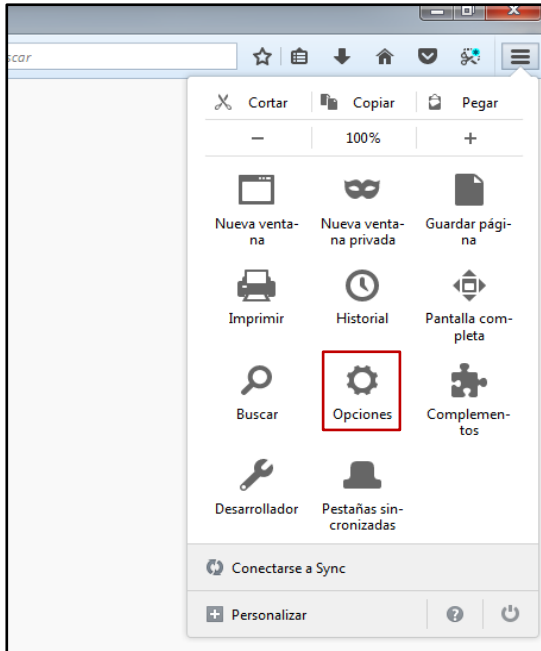 scar
Cortar Copiar Pegar
− 100% +
Nueva venta- Nueva venta- Guardar pági-
na na privada na
Imprimir Historial Pantalla com-
pleta
Buscar Opciones Complemen-
tos
Desarrollador Pestañas sin-
cronizadas
Conectarse a Sync
Personalizar